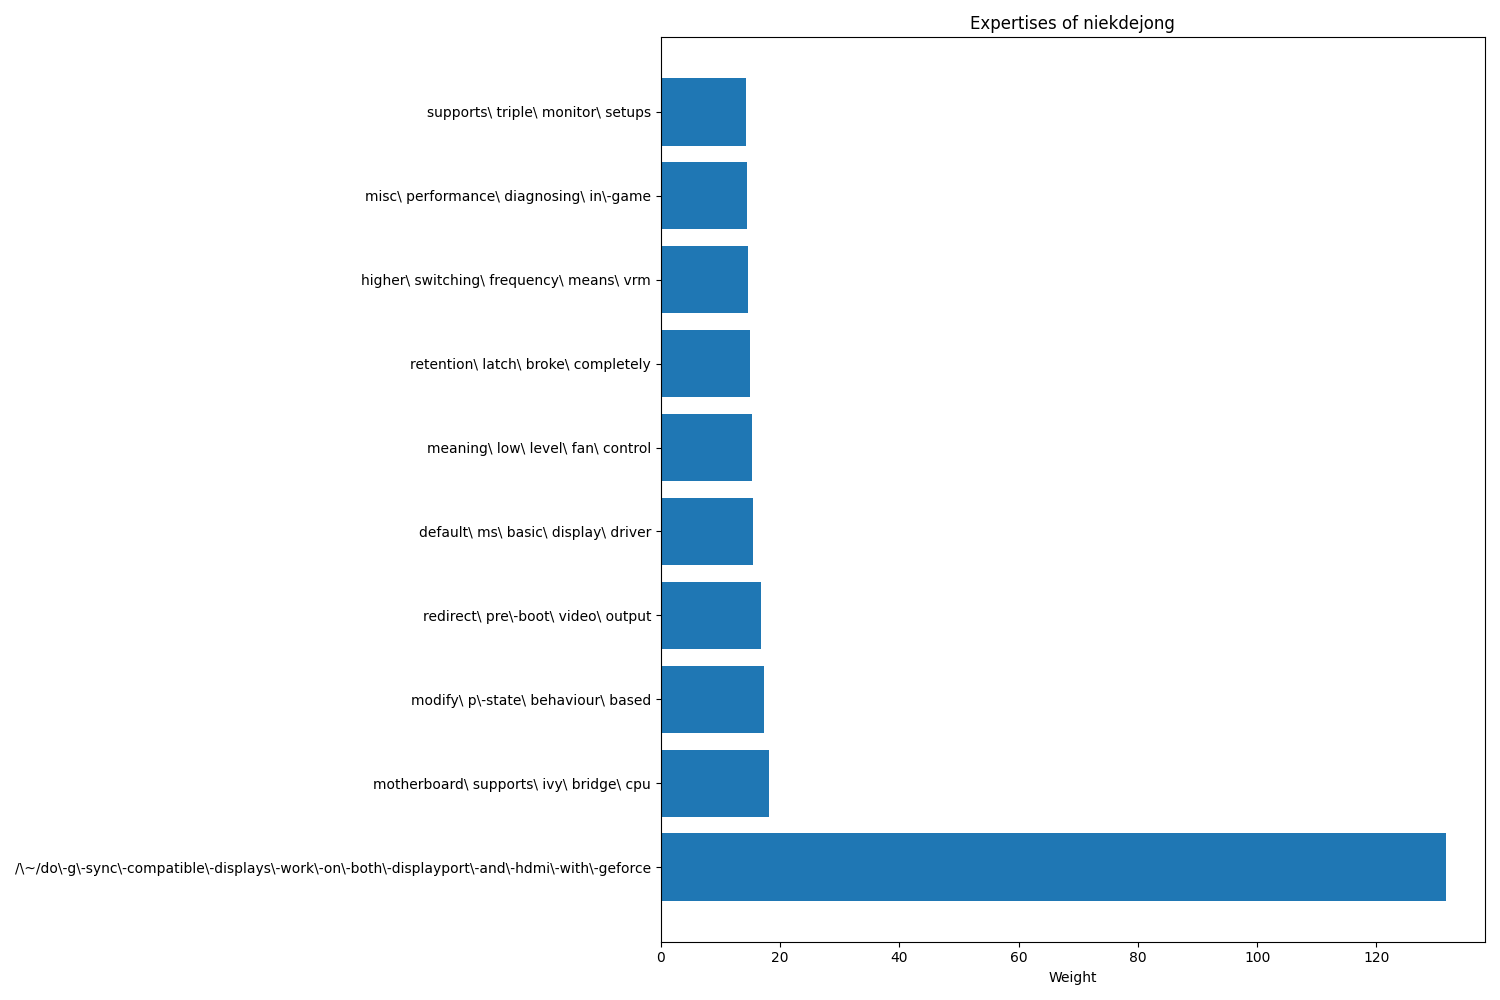 Expertises of niekdejong
supports\ triple\ monitor\ setups
misc\ performance\ diagnosing\ in\-game
higher\ switching\ frequency\ means\ vrm
retention\ latch\ broke\ completely
meaning\ low\ level\ fan\ control
default\ ms\ basic\ display\ driver
redirect\ pre\-boot\ video\ output
modify\ p\-state\ behaviour\ based
motherboard\ supports\ ivy\ bridge\ cpu
/\~/do\-g\-sync\-compatible\-displays\-work\-on\-both\-displayport\-and\-hdmi\-with\-geforce
0 20 40 60 80 100 120
Weight